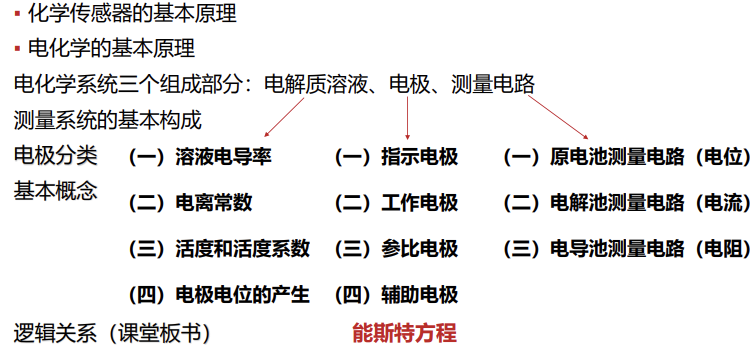 ▪ 化学传感器的基本原理
▪ 电化学的基本原理
电化学系统三个组成部分：电解质溶液、电极、测量电路
测量系统的基本构成
电极分类 （一）溶液电导率 （一）指示电极 （一）原电池测量电路（电位）
基本概念
（二）电离常数 （二）工作电极 （二）电解池测量电路（电流）
（三）活度和活度系数 （三）参比电极 （三）电导池测量电路（电阻）
（四）电极电位的产生 （四）辅助电极
逻辑关系（课堂板书） 能斯特方程